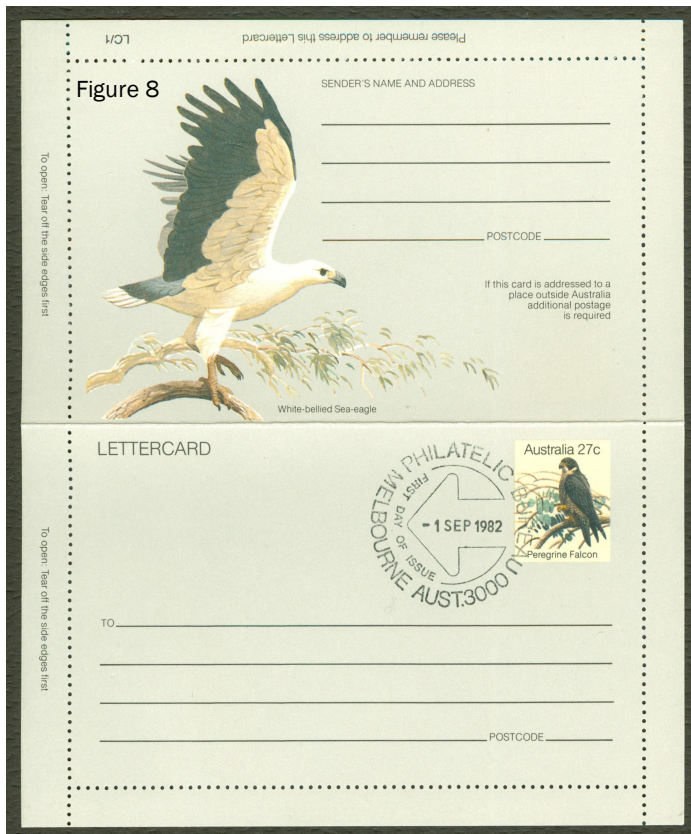 Please remember to address this Lettercard
LC/1
Figure 8
SENDER'S NAME AND ADDRESS
POSTCODE
To open: Tear off the side edges first
If this card is addressed to a
place outside Australia
additional postage
is required
White-bellied Sea-eagle
LETTERCARD
PHILATELIC BUREAU
MELBOURNE AUST.3000
FIRST DAY OF ISSUE
-1 SEP 1982
Australia 27c
Peregrine Falcon
To open: Tear off the side edges first
TO
POSTCODE